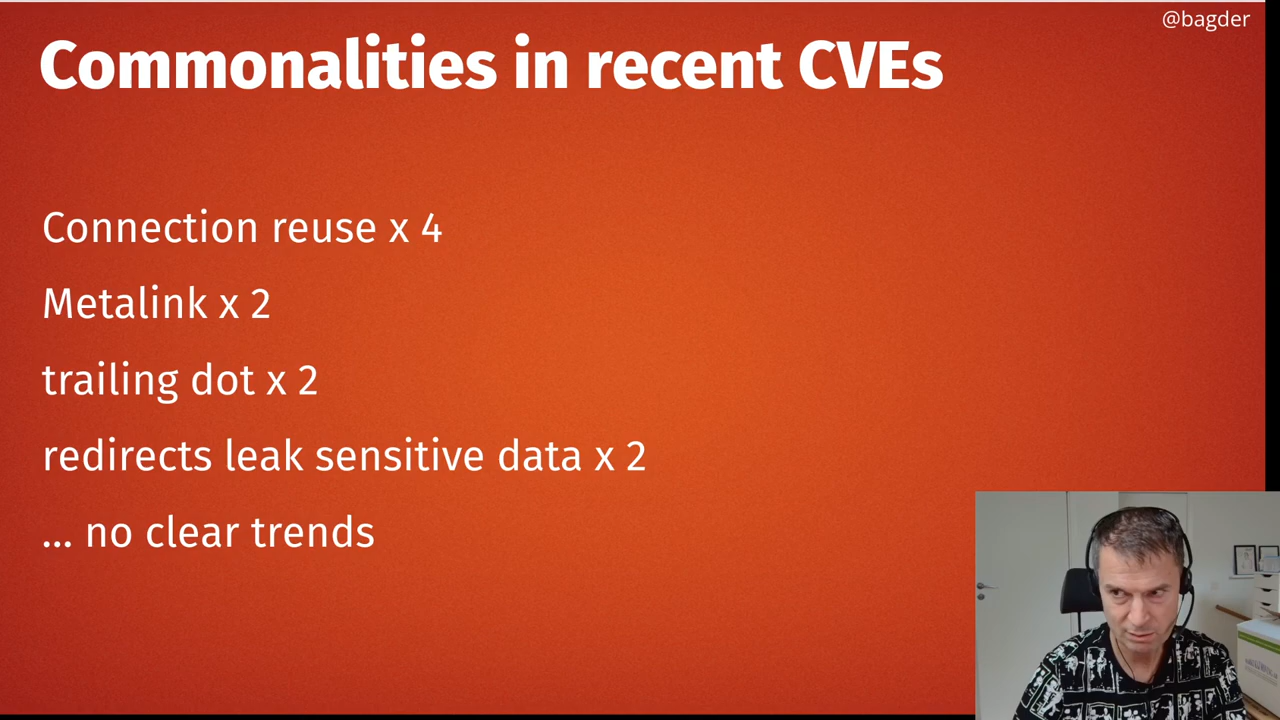 @bagder
Commonalities in recent CVEs
Connection reuse x 4
Metalink x 2
trailing dot x 2
redirects leak sensitive data x 2
... no clear trends